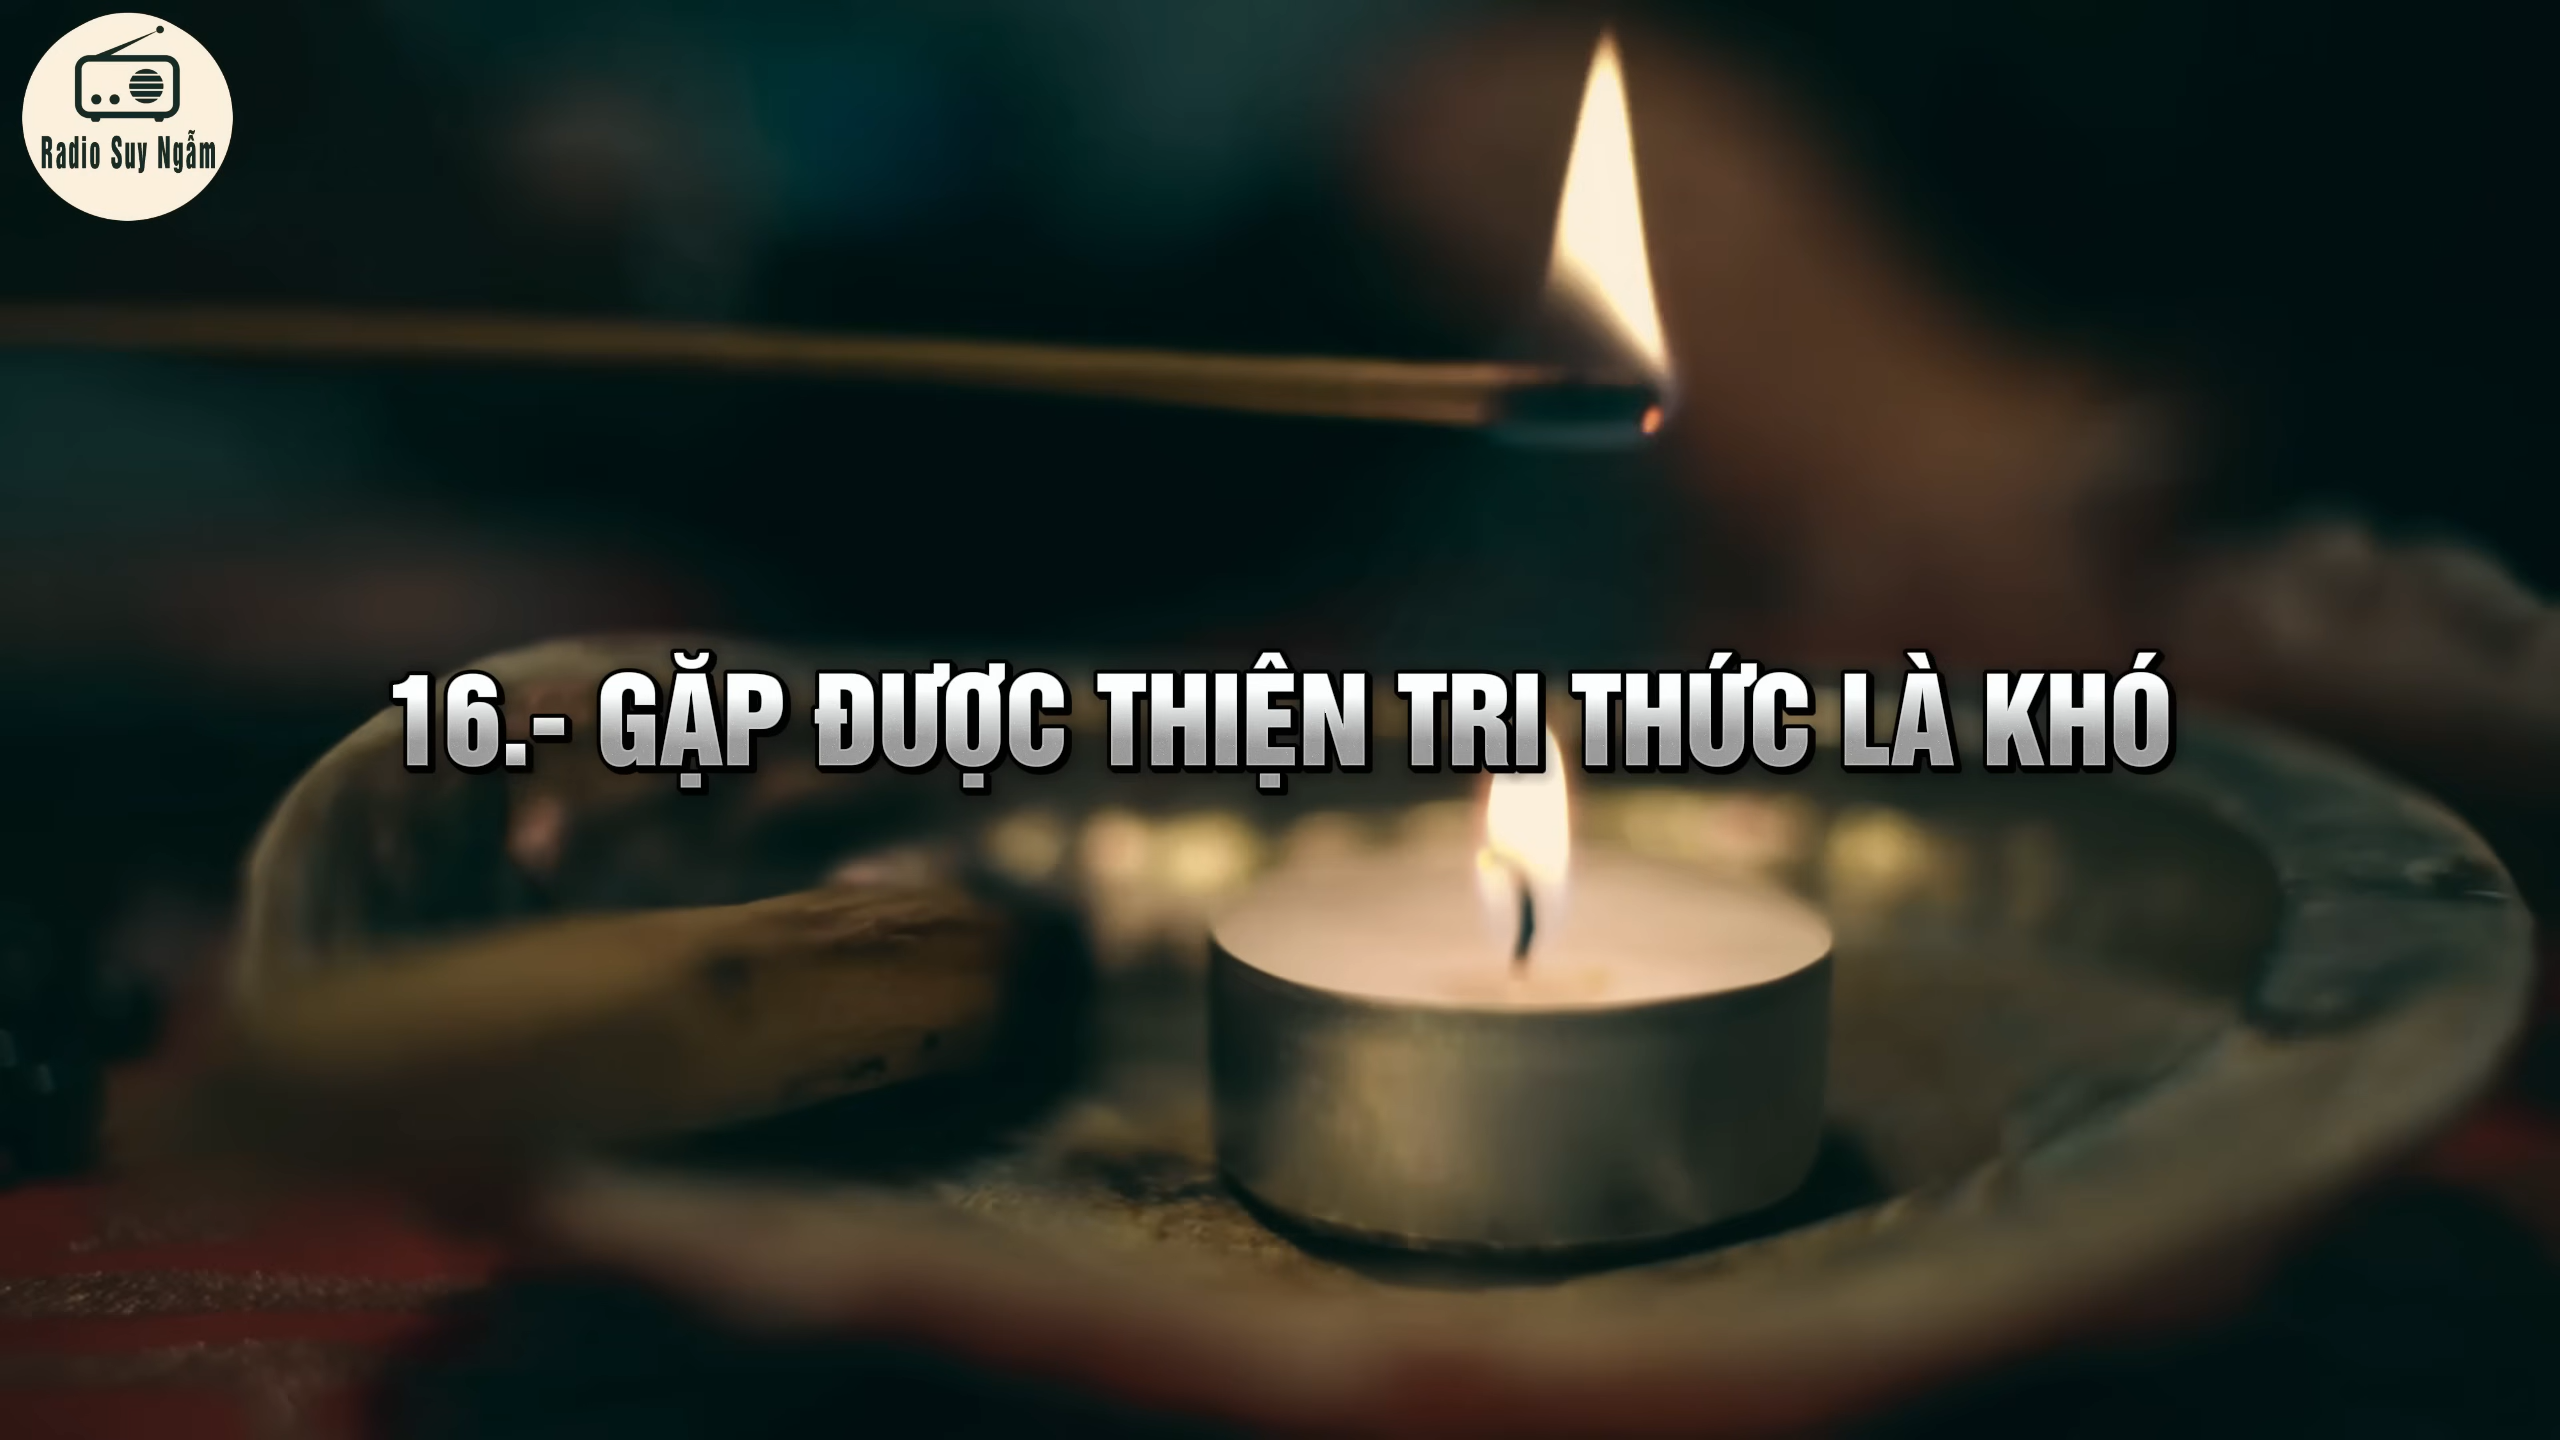 Radio Suy Ngẫm
16.- GẶP ĐƯỢC THIỆN TRI THỨC LÀ KHÓ